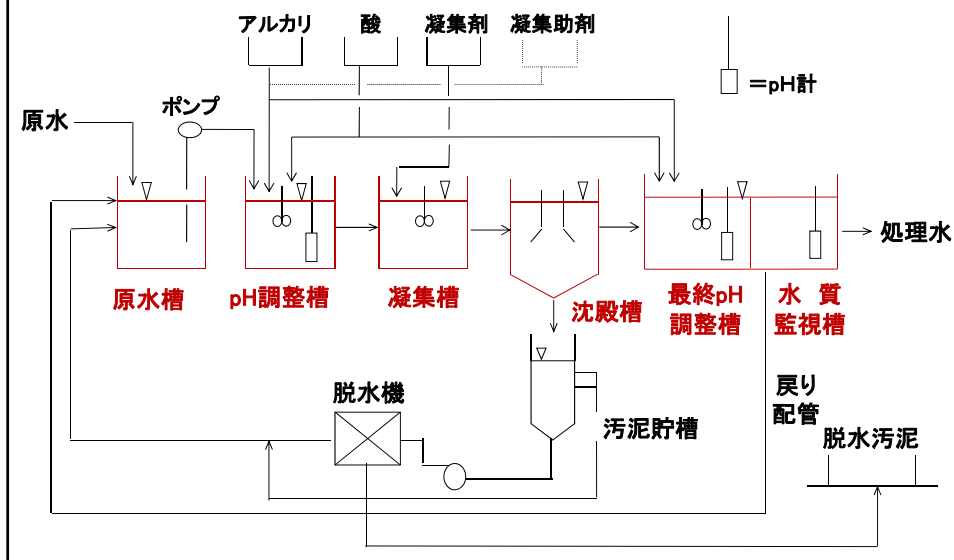 アルカリ
酸
凝集剤
凝集助剤
=pH計
ポンプ
原水
処理水
原水槽
pH調整槽
凝集槽
沈殿槽
最終pH
調整槽
水 質
監視槽
戻り
配管
脱水機
汚泥貯槽
脱水汚泥